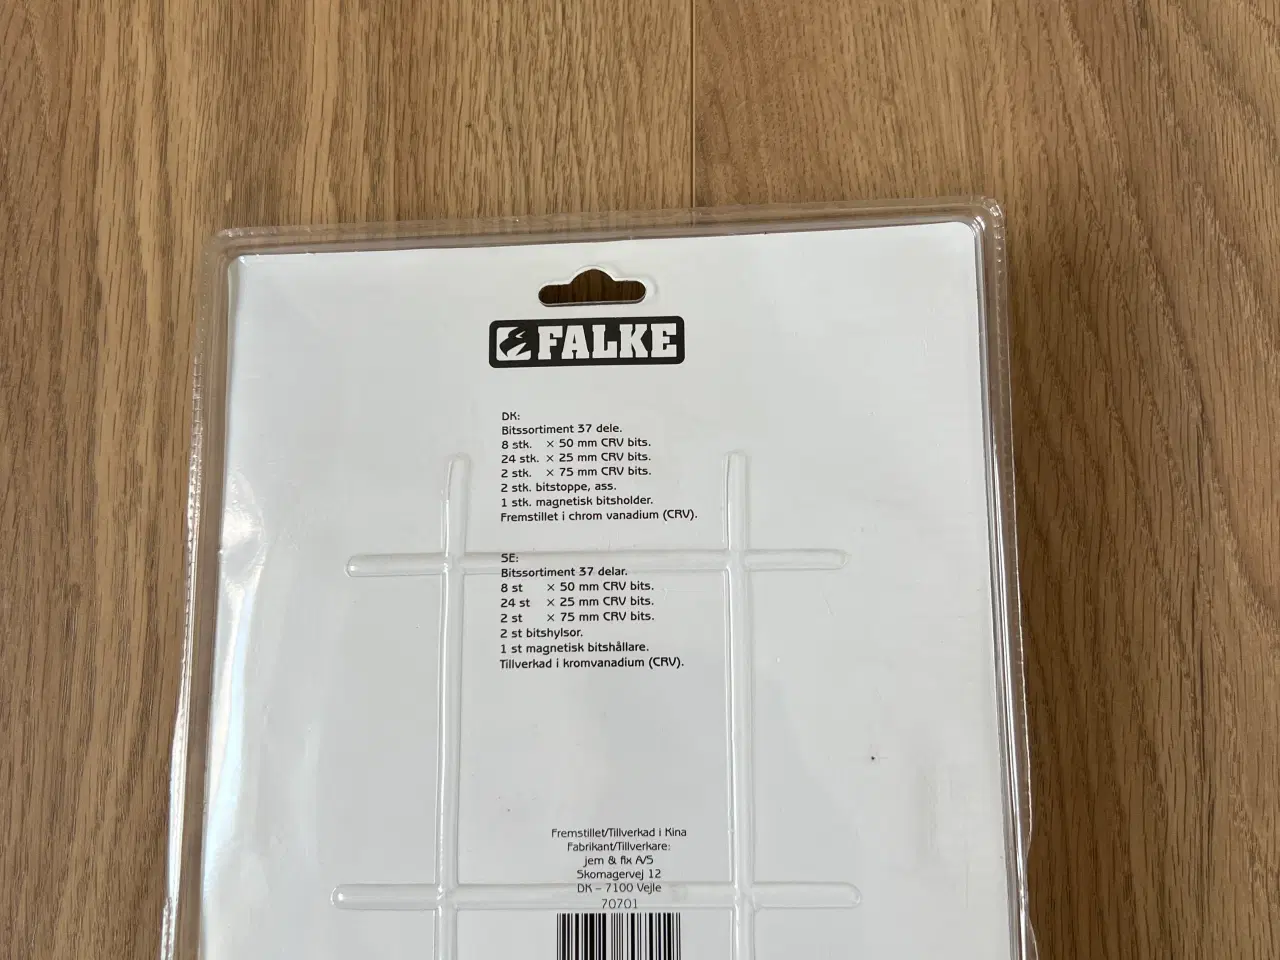 FALKE
DK:
Bitssortiment 37 dele.
8 stk. × 50 mm CRV bits.
24 stk. × 25 mm CRV bits.
2 stk. × 75 mm CRV bits.
2 stk. bitstoppe, ass.
1 stk. magnetisk bitsholder.
Fremstillet i chrom vanadium (CRV).
SE:
Bitssortiment 37 delar.
8 st × 50 mm CRV bits.
24 st × 25 mm CRV bits.
2 st × 75 mm CRV bits.
2 st bitshylsor.
1 st magnetisk bitshållare.
Tillverkad i kromvanadium (CRV).
Fremstillet/Tillverkad i Kina
Fabrikant/Tillverkare:
jem & fix A/S
Skomagervej 12
DK – 7100 Vejle
70701